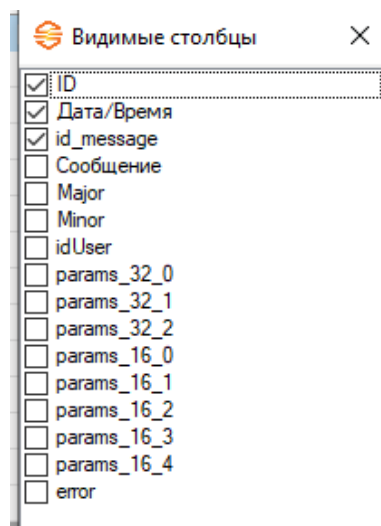 Видимые столбцы
ID
Дата/Время
id_message
Сообщение
Major
Minor
idUser
params_32_0
params_32_1
params_32_2
params_16_0
params_16_1
params_16_2
params_16_3
params_16_4
error